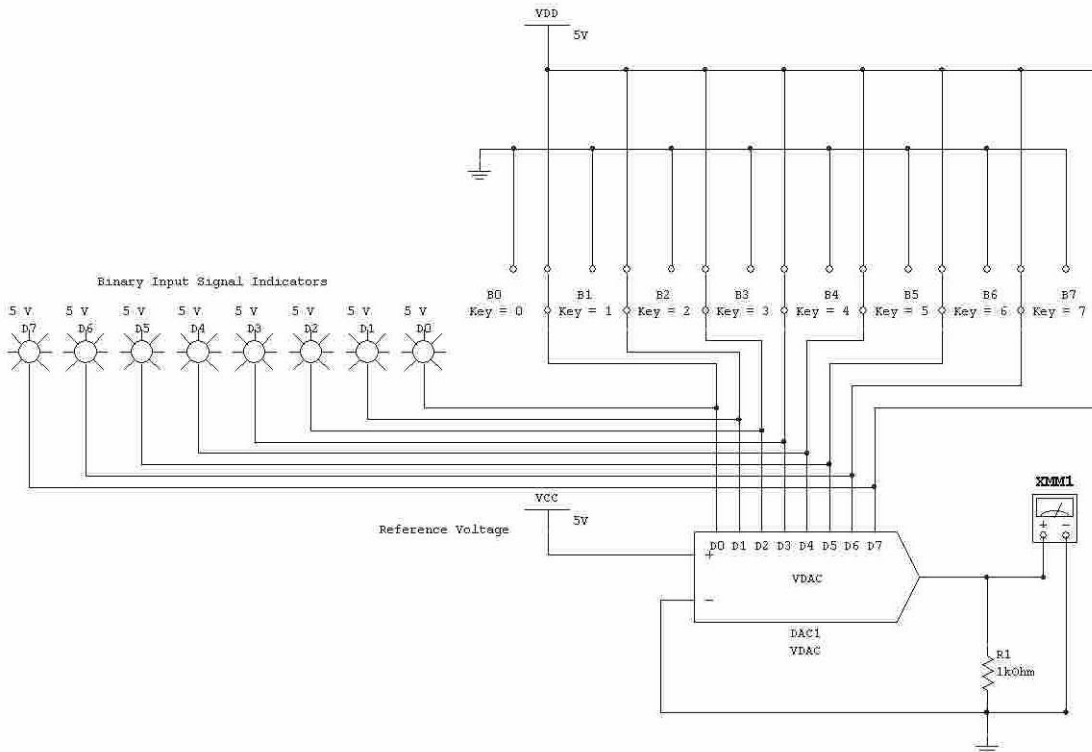 VDD
5V
Binary Input Signal Indicators
B0 B1 B2 B3 B4 B5 B6 B7
Key = 0 Key = 1 Key = 2 Key = 3 Key = 4 Key = 5 Key = 6 Key = 7
5 V 5 V 5 V 5 V 5 V 5 V 5 V 5 V
D7 D6 D5 D4 D3 D2 D1 D0
VCC
5V
Reference Voltage
XMM1
+ −
D0 D1 D2 D3 D4 D5 D6 D7
+
VDAC
−
DAC1
VDAC
R1
1kOhm